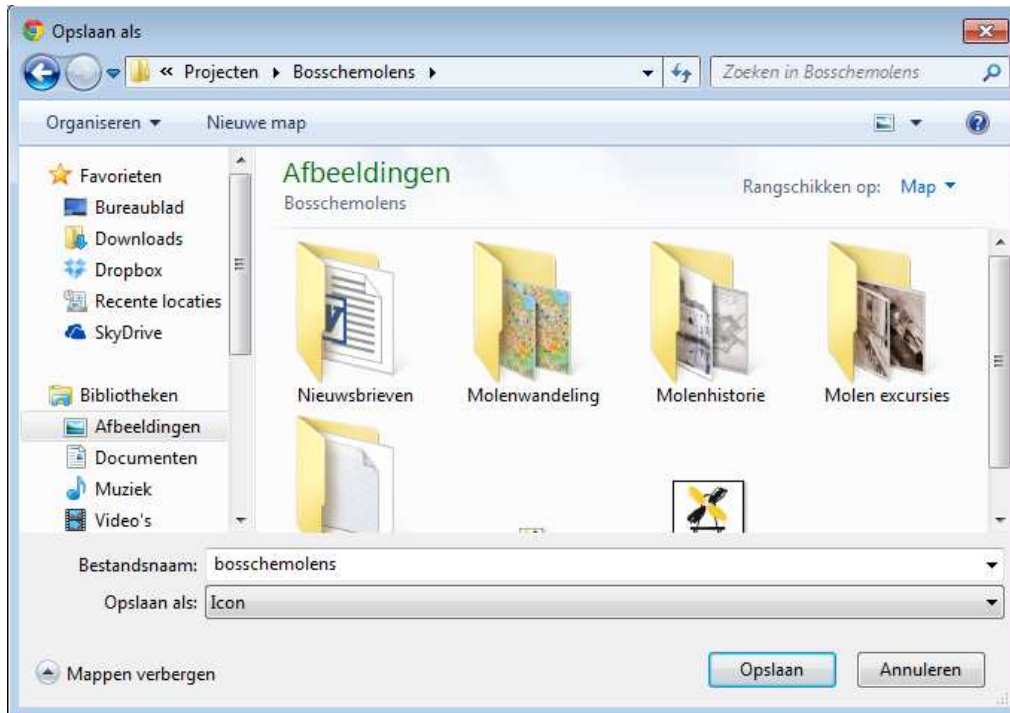 Opslaan als
« Projecten Bosschemolens
Zoeken in Bosschemolens
Organiseren Nieuwe map
Favorieten
Bureaublad
Downloads
Dropbox
Recente locaties
SkyDrive
Bibliotheken
Afbeeldingen
Documenten
Muziek
Video's
Afbeeldingen
Bosschemolens
Rangschikken op: Map
Nieuwsbrieven Molenwandeling Molenhistorie Molen excursies
Bestandsnaam: bosschemolens
Opslaan als: Icon
Mappen verbergen Opslaan Annuleren